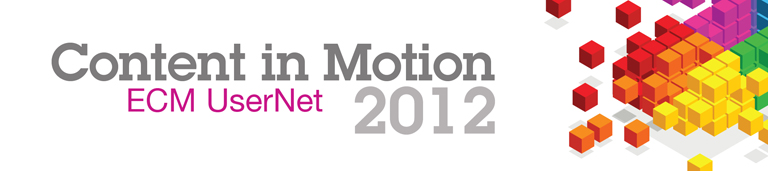 Content in Motion
ECM UserNet 2012